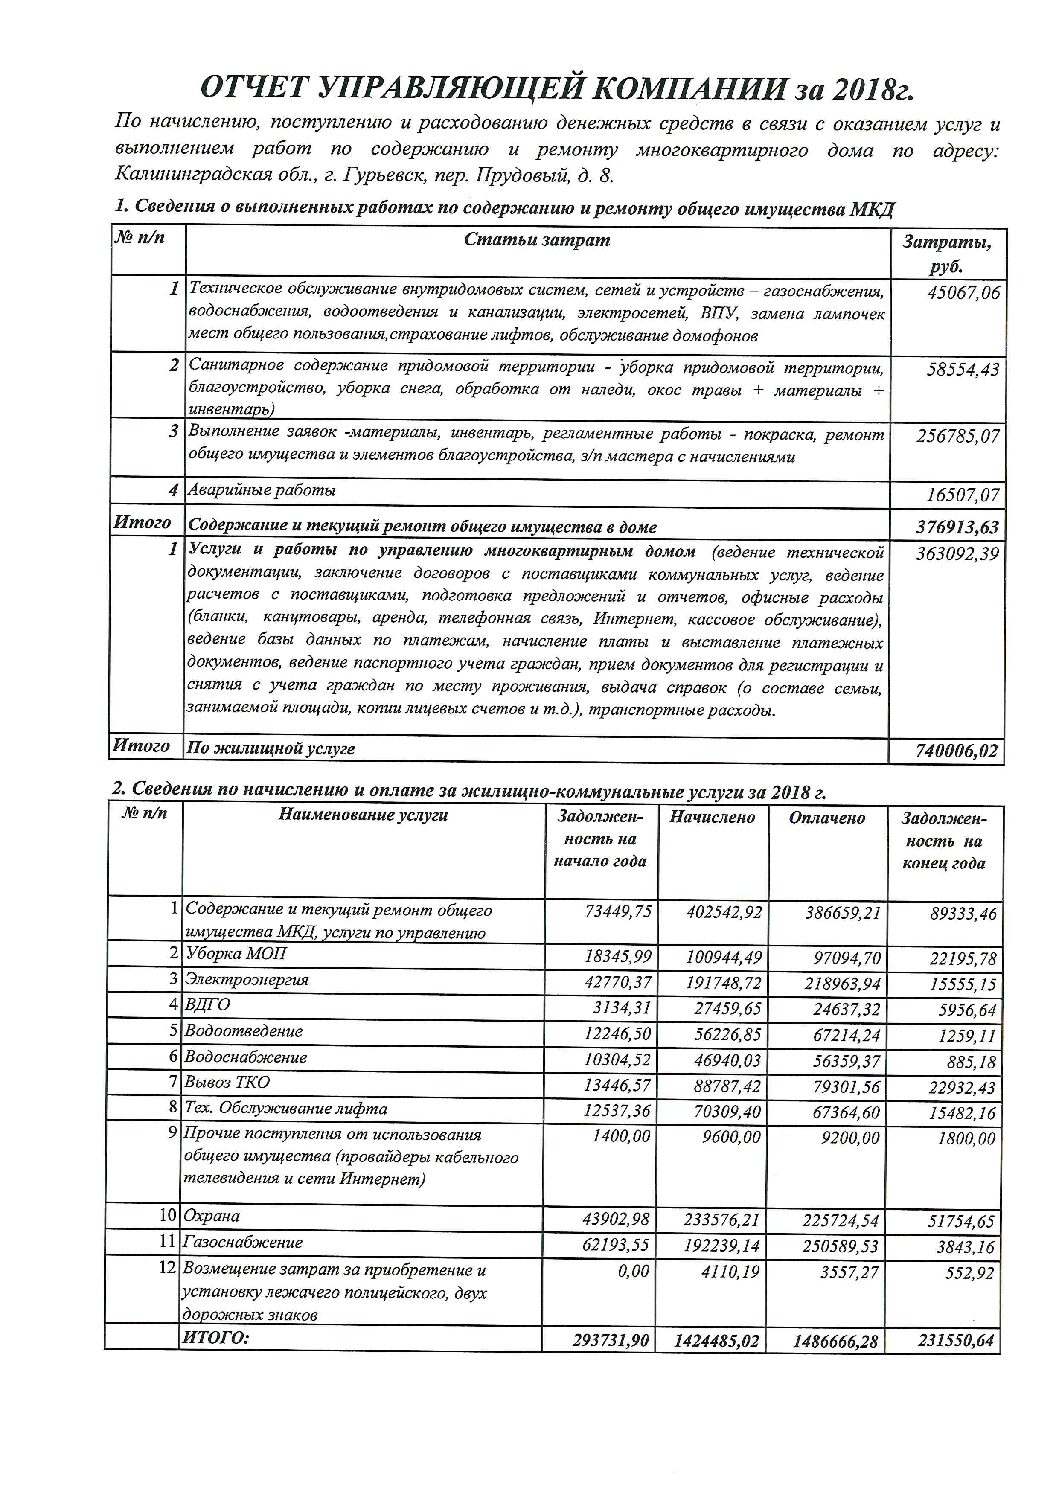 ОТЧЕТ УПРАВЛЯЮЩЕЙ КОМПАНИИ за 2018г.
По начислению, поступлению и расходованию денежных средств в связи с оказанием услуг и
выполнением работ по содержанию и ремонту многоквартирного дома по адресу:
Калининградская обл., г. Гурьевск, пер. Прудовый, д. 8.
1. Сведения о выполненных работах по содержанию и ремонту общего имущества МКД
№ п/п Статьи затрат Затраты,
руб.
1 Техническое обслуживание внутридомовых систем, сетей и устройств – газоснабжения, 45067,06
водоснабжения, водоотведения и канализации, электросетей, ВПУ, замена лампочек
мест общего пользования,страхование лифтов, обслуживание домофонов
2 Санитарное содержание придомовой территории - уборка придомовой территории, 58554,43
благоустройство, уборка снега, обработка от наледи, окос травы + материалы +
инвентарь)
3 Выполнение заявок -материалы, инвентарь, регламентные работы - покраска, ремонт 256785,07
общего имущества и элементов благоустройства, з/п мастера с начислениями
4 Аварийные работы 16507,07
Итого Содержание и текущий ремонт общего имущества в доме 376913,63
1 Услуги и работы по управлению многоквартирным домом (ведение технической 363092,39
документации, заключение договоров с поставщиками коммунальных услуг, ведение
расчетов с поставщиками, подготовка предложений и отчетов, офисные расходы
(бланки, канцтовары, аренда, телефонная связь, Интернет, кассовое обслуживание),
ведение базы данных по платежам, начисление платы и выставление платежных
документов, ведение паспортного учета граждан, прием документов для регистрации и
снятия с учета граждан по месту проживания, выдача справок (о составе семьи,
занимаемой площади, копии лицевых счетов и т.д.), транспортные расходы.
Итого По жилищной услуге 740006,02
2. Сведения по начислению и оплате за жилищно-коммунальные услуги за 2018 г.
№ п/п Наименование услуги Задолжен- Начислено Оплачено Задолжен-
ность на ность на
начало года конец года
1 Содержание и текущий ремонт общего 73449,75 402542,92 386659,21 89333,46
имущества МКД, услуги по управлению
2 Уборка МОП 18345,99 100944,49 97094,70 22195,78
3 Электроэнергия 42770,37 191748,72 218963,94 15555,15
4 ВДГО 3134,31 27459,65 24637,32 5956,64
5 Водоотведение 12246,50 56226,85 67214,24 1259,11
6 Водоснабжение 10304,52 46940,03 56359,37 885,18
7 Вывоз ТКО 13446,57 88787,42 79301,56 22932,43
8 Тех. Обслуживание лифта 12537,36 70309,40 67364,60 15482,16
9 Прочие поступления от использования 1400,00 9600,00 9200,00 1800,00
общего имущества (провайдеры кабельного
телевидения и сети Интернет)
10 Охрана 43902,98 233576,21 225724,54 51754,65
11 Газоснабжение 62193,55 192239,14 250589,53 3843,16
12 Возмещение затрат за приобретение и 0,00 4110,19 3557,27 552,92
установку лежачего полицейского, двух
дорожных знаков
ИТОГО: 293731,90 1424485,02 1486666,28 231550,64